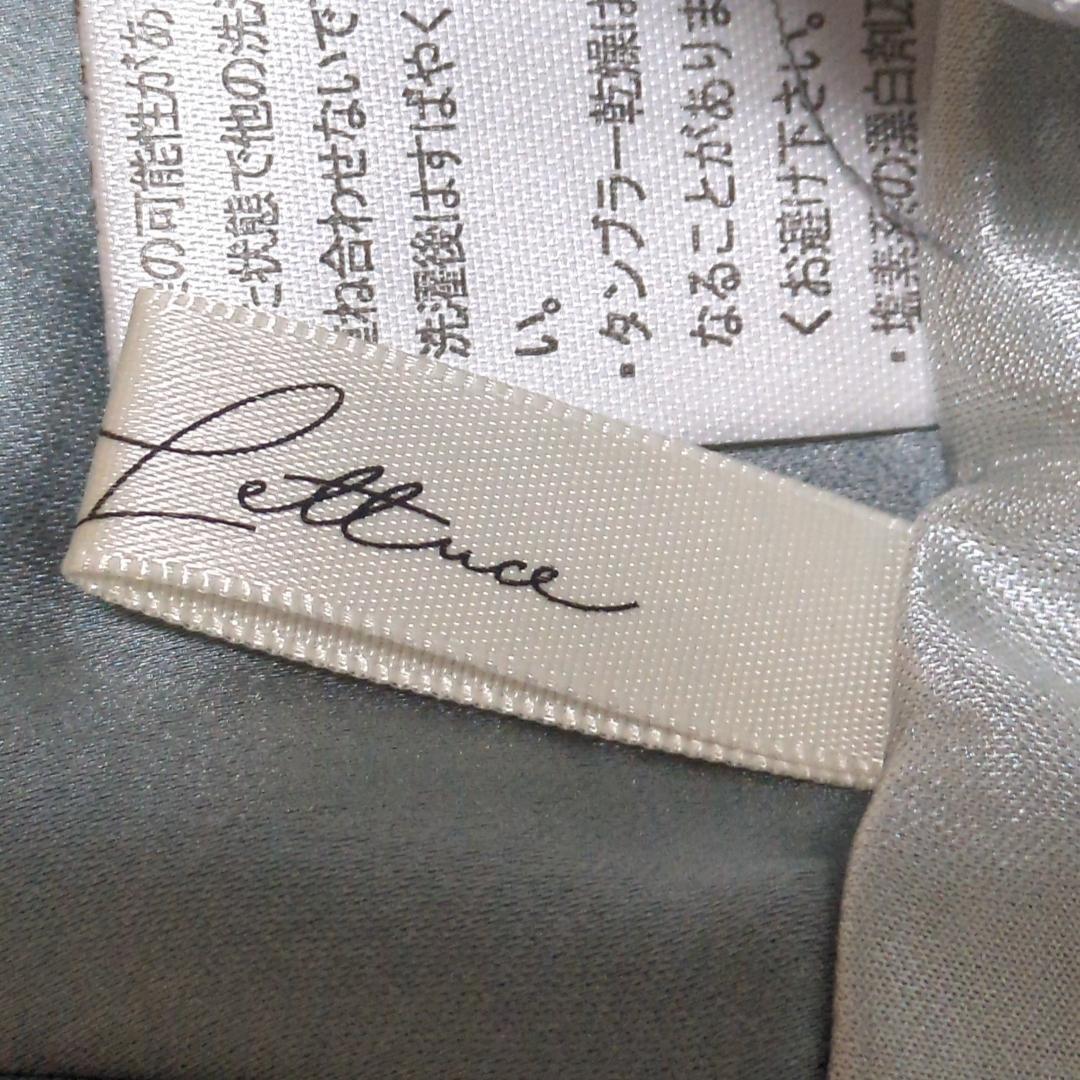 の可能性があ
状態で他の洗
ね合わせないで
洗濯後はすばやく
い。
・タンブラー乾燥は
なることがありま
くお避け下さい。
・塩素系の漂白剤
Lettuce